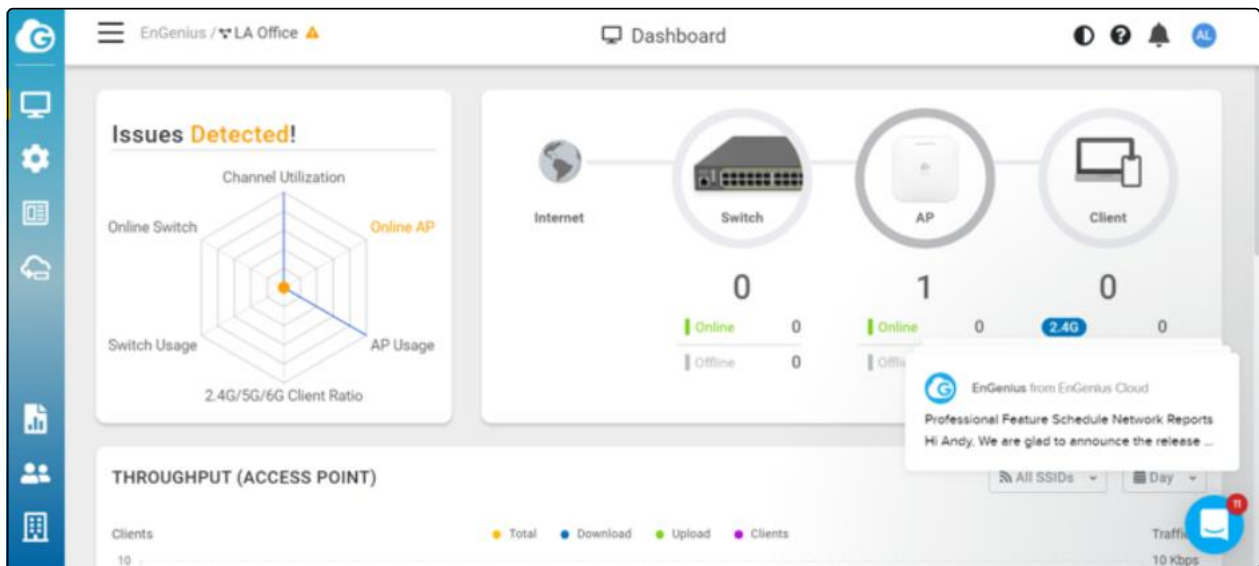 EnGenius / LA Office
Dashboard
AL
Issues Detected!
Channel Utilization
Online Switch
Online AP
Switch Usage
AP Usage
2.4G/5G/6G Client Ratio
Internet
Switch
AP
Client
0
1
0
Online 0
Online 0
2.4G 0
Offline 0
EnGenius from EnGenius Cloud
Professional Feature Schedule Network Reports
Hi Andy, We are glad to announce the release ...
THROUGHPUT (ACCESS POINT)
All SSIDs
Day
11
Clients
Total
Download
Upload
Clients
10
10 Kbps